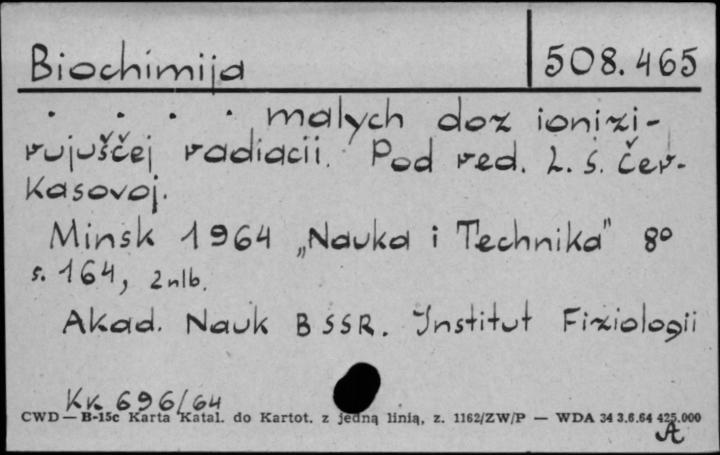 Biochimija 508.465
. . . . malych doz ionizi-
rujuščej radiacii. Pod red. L. S. Čer-
kasovoj.
Minsk 1964 „Nauka i Technika" 8°
s. 164, 2 nlb.
Akad. Nauk BSSR. Institut Fiziologii
Kk 696/64
CWD — B-15c Karta Katal. do Kartot. z jedną linią, z. 1162/ZW/P — WDA 34 3.6.64 425.000